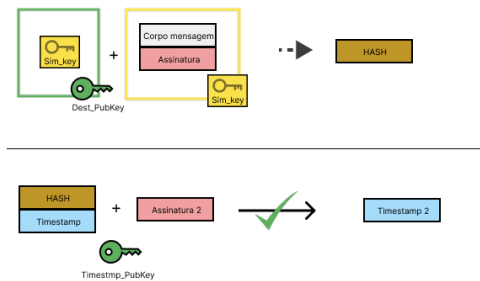 Corpo mensagem
Sim_key
+
Assinatura
HASH
Sim_key
Dest_PubKey
HASH
Timestamp
+
Assinatura 2
Timestamp 2
Timestmp_PubKey